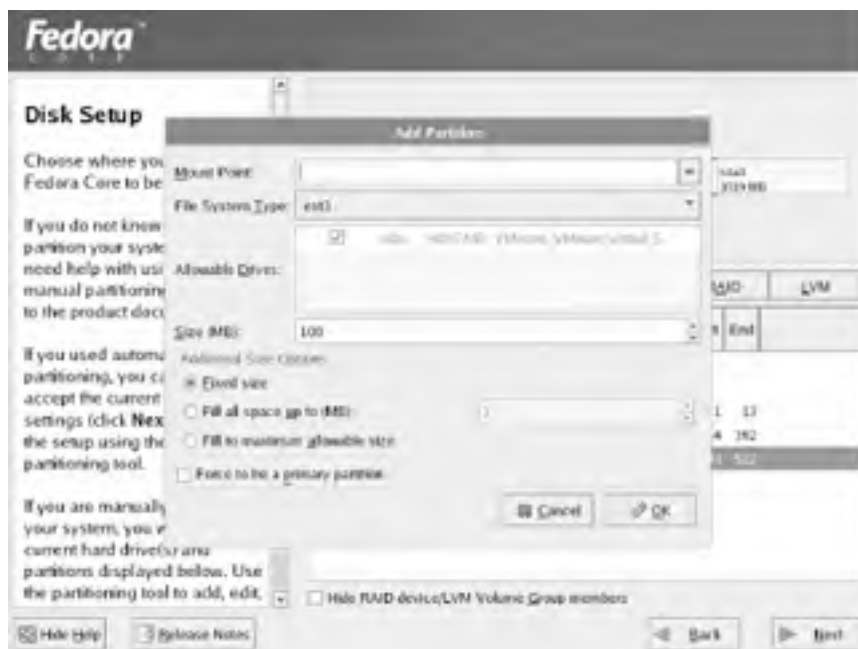 Fedora
CORE
Disk Setup
Choose where you
Fedora Core to be
If you do not know
partition your syste
need help with usi
manual partitioning
to the product docu
If you used automa
partitioning, you ca
accept the current
settings (click Nex
the setup using the
partitioning tool.
If you are manually
your system, you
current hard drive(s) and
partitions displayed below. Use
the partitioning tool to add, edit,
Add Partition
Mount Point:
File System Type: ext3
Allowable Drives:
VMware, VMware Virtual S
Size (MB): 100
Additional Size Options
Fixed size
Fill all space up to (MB): 1
Fill to maximum allowable size
Force to be a primary partition
Cancel
OK
RAID
LVM
End
1 13
4 392
522
Hide RAID device/LVM Volume Group members
Hide Help
Release Notes
Back
Next